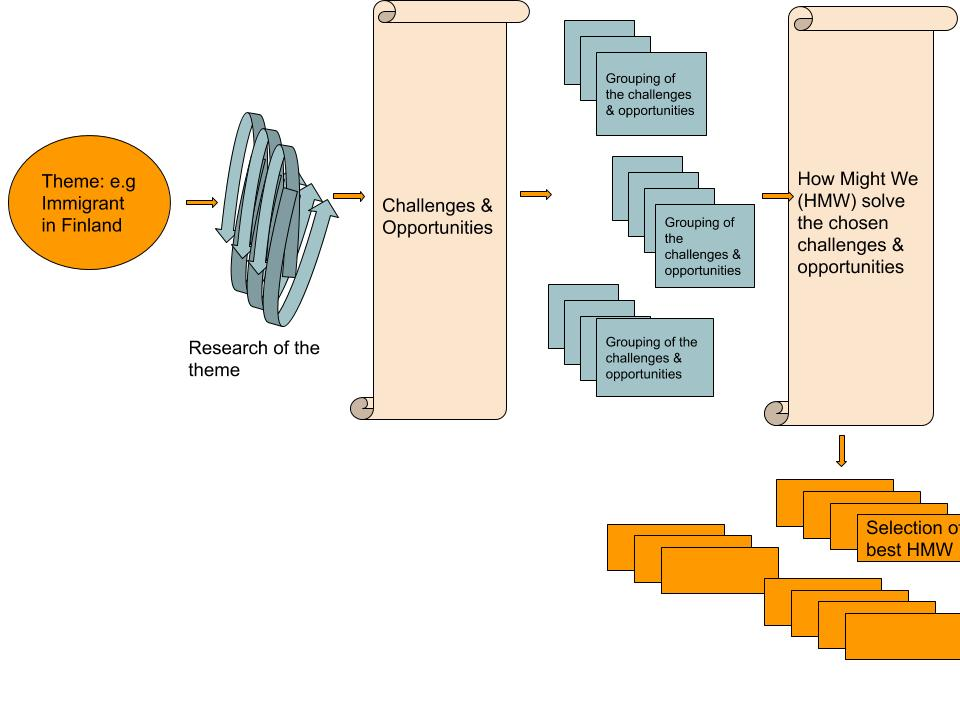 Theme: e.g
Immigrant
in Finland
Research of the
theme
Challenges &
Opportunities
Grouping of
the challenges
& opportunities
Grouping of
the
challenges &
opportunities
Grouping of the
challenges &
opportunities
How Might We
(HMW) solve
the chosen
challenges &
opportunities
Selection of
best HMW